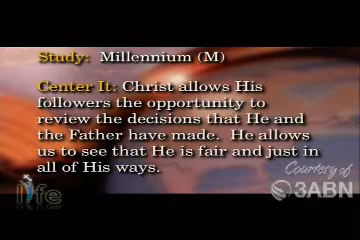 Study: Millennium (M)
Center It: Christ allows His
followers the opportunity to
review the decisions that He and
the Father have made. He allows
us to see that He is fair and just in
all of His ways.
Courtesy of
3ABN
life